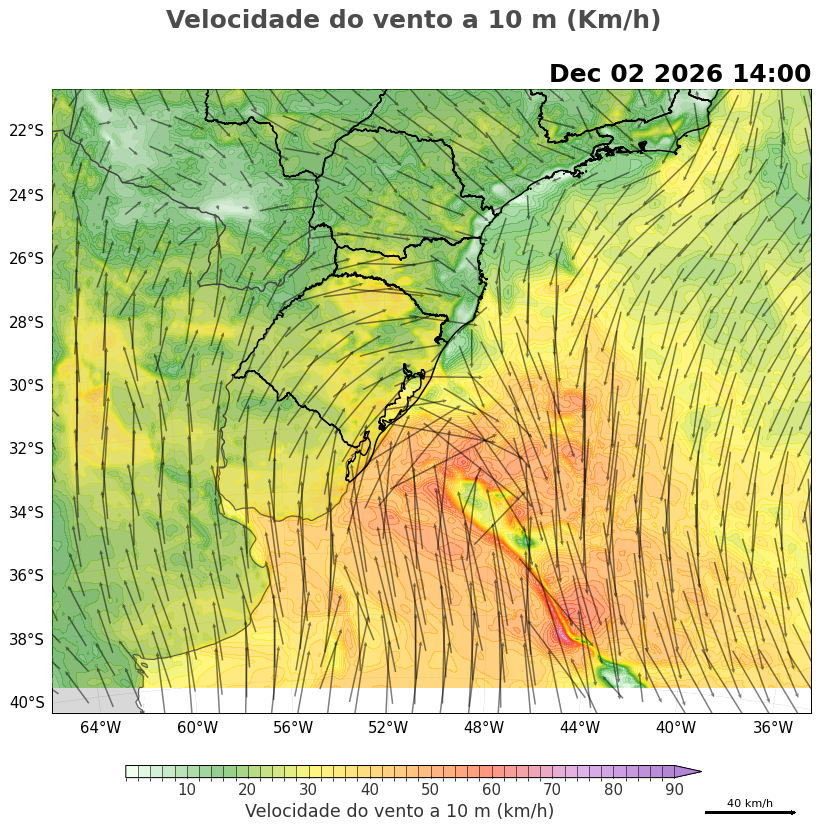 Velocidade do vento a 10 m (Km/h)
Dec 02 2026 14:00
22°S
24°S
26°S
28°S
30°S
32°S
34°S
36°S
38°S
40°S
64°W 60°W 56°W 52°W 48°W 44°W 40°W 36°W
10 20 30 40 50 60 70 80 90
Velocidade do vento a 10 m (km/h)
40 km/h